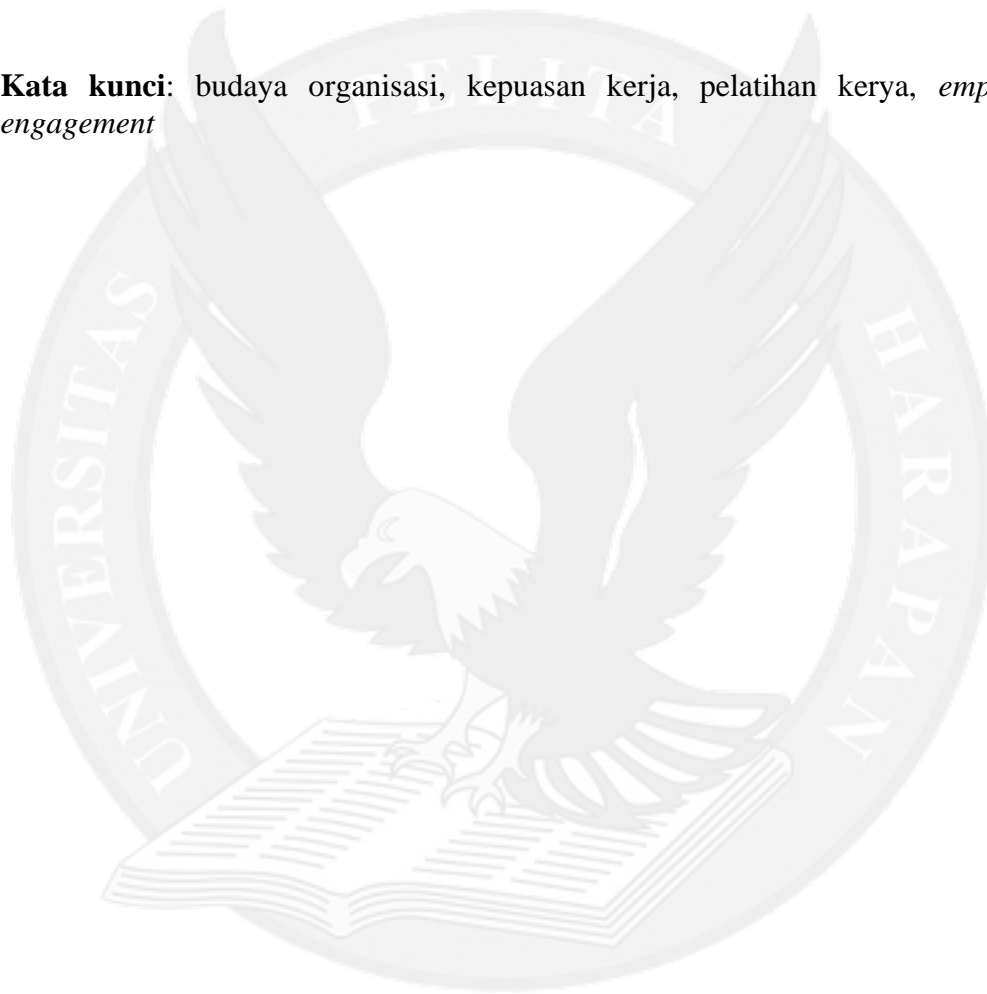 Kata kunci: budaya organisasi, kepuasan kerja, pelatihan kerya, emp
engagement
UNIVERSITAS PELITA HARAPAN